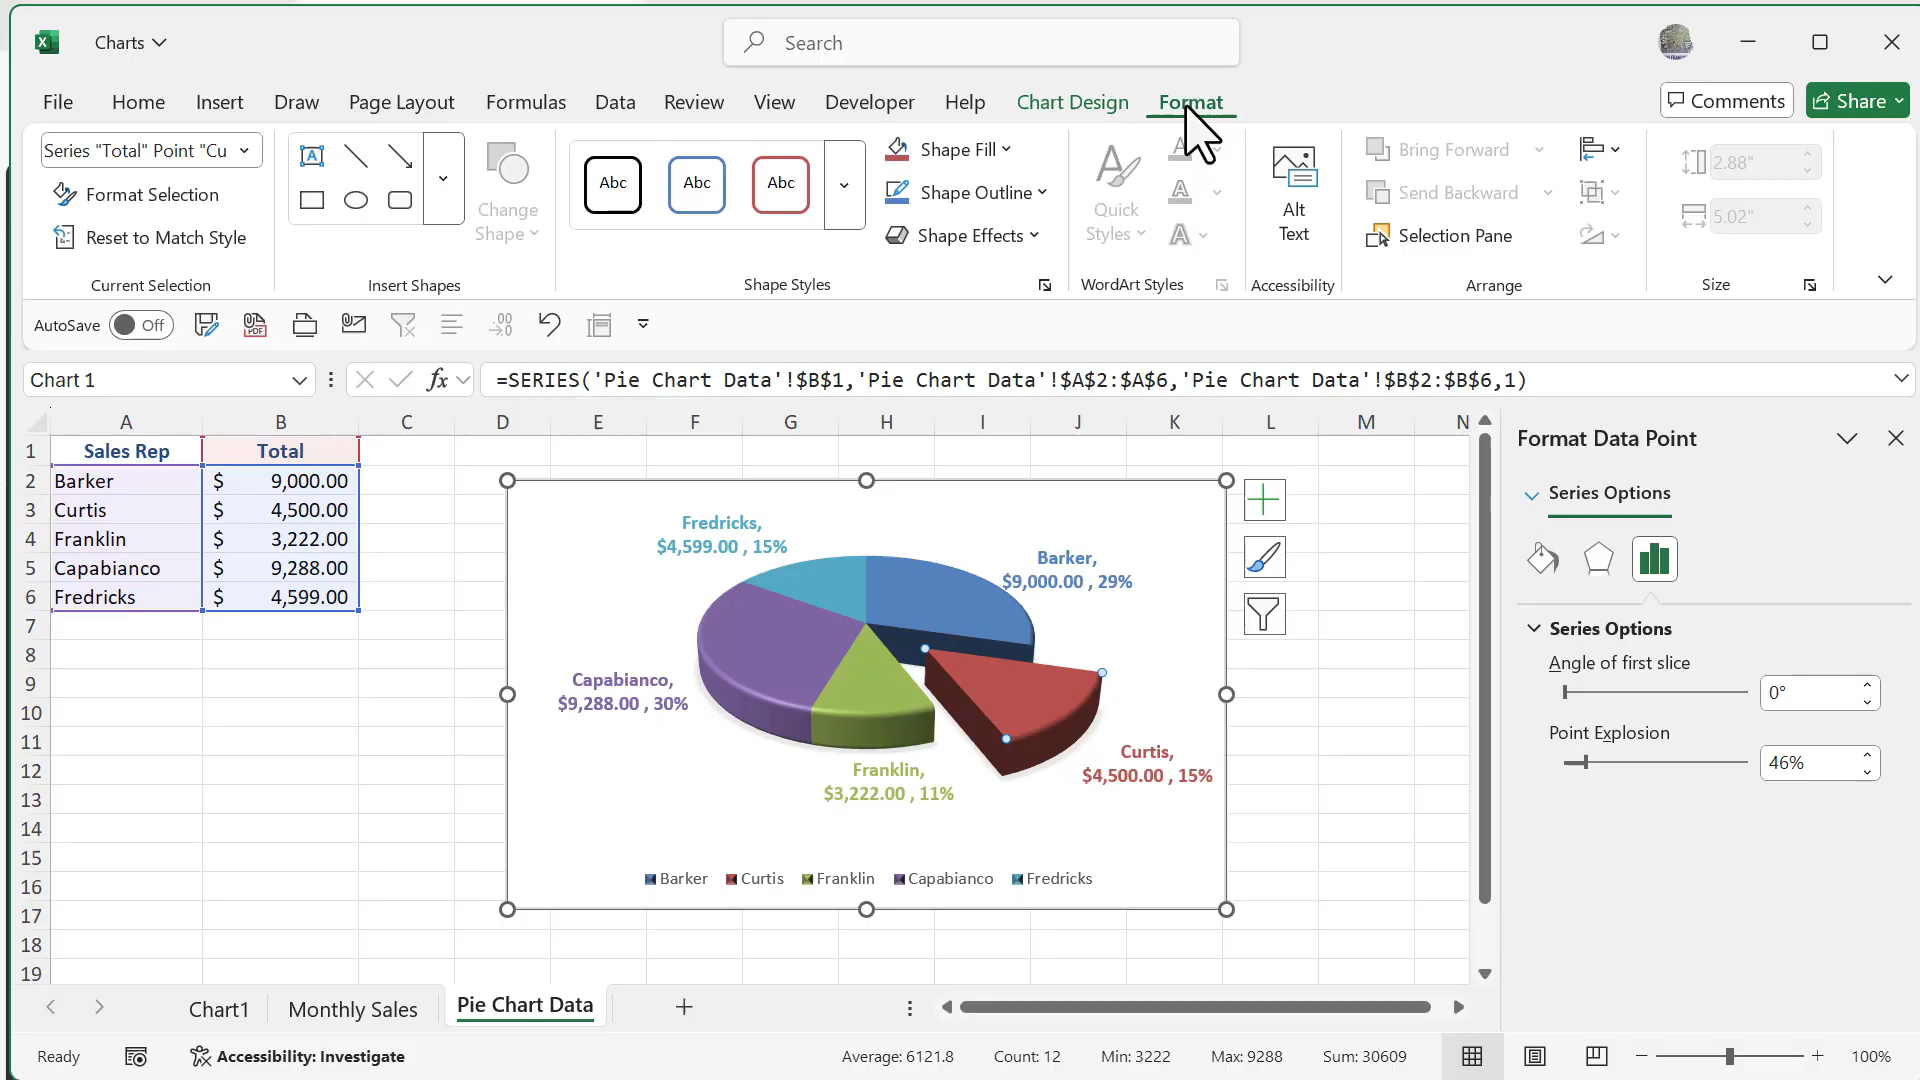 Charts
Search
File Home Insert Draw Page Layout Formulas Data Review View Developer Help Chart Design Format
Comments Share
Series "Total" Point "Cu
Format Selection
Reset to Match Style
Current Selection
Change
Shape
Insert Shapes
Abc Abc Abc
Shape Fill
Shape Outline
Shape Effects
Shape Styles
Quick
Styles
WordArt Styles
Alt
Text
Accessibility
Bring Forward
Send Backward
Selection Pane
Arrange
2.88"
5.02"
Size
AutoSave Off
PDF
.00
Chart 1
fx
=SERIES('Pie Chart Data'!$B$1,'Pie Chart Data'!$A$2:$A$6,'Pie Chart Data'!$B$2:$B$6,1)
A B C D E F G H I J K L M N
1 Sales Rep Total
2 Barker $ 9,000.00
3 Curtis $ 4,500.00
4 Franklin $ 3,222.00
5 Capabianco $ 9,288.00
6 Fredricks $ 4,599.00
7
8
9
10
11
12
13
14
15
16
17
18
19
Fredricks,
$4,599.00 , 15%
Barker,
$9,000.00 , 29%
Capabianco,
$9,288.00 , 30%
Curtis,
$4,500.00 , 15%
Franklin,
$3,222.00 , 11%
Barker Curtis Franklin Capabianco Fredricks
Format Data Point
Series Options
Series Options
Angle of first slice
0°
Point Explosion
46%
Chart1 Monthly Sales Pie Chart Data
Ready Accessibility: Investigate Average: 6121.8 Count: 12 Min: 3222 Max: 9288 Sum: 30609 100%